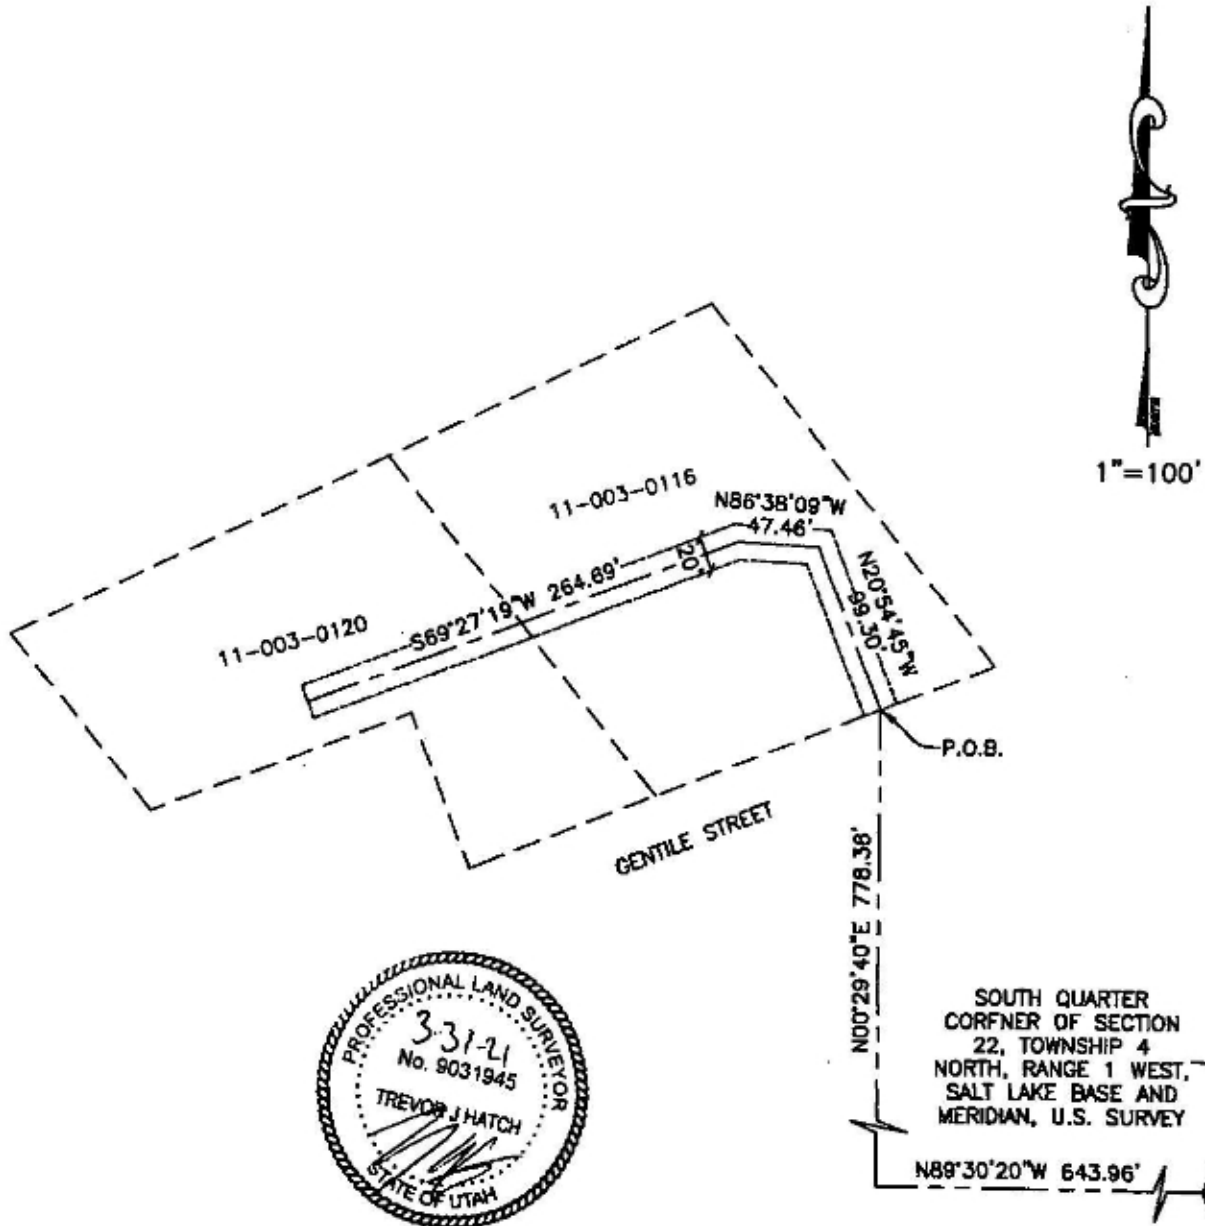 1"=100'
11-003-0116
N86°38'09"W
47.46'
20'
S69°27'19"W 264.69'
N20°54'45"W
99.30'
11-003-0120
P.O.B.
GENTILE STREET
N00°29'40"E 778.38'
SOUTH QUARTER
CORFNER OF SECTION
22, TOWNSHIP 4
NORTH, RANGE 1 WEST,
SALT LAKE BASE AND
MERIDIAN, U.S. SURVEY
N89°30'20"W 643.96'
PROFESSIONAL LAND SURVEYOR
3-31-21
No. 9031945
TREVOR J HATCH
STATE OF UTAH